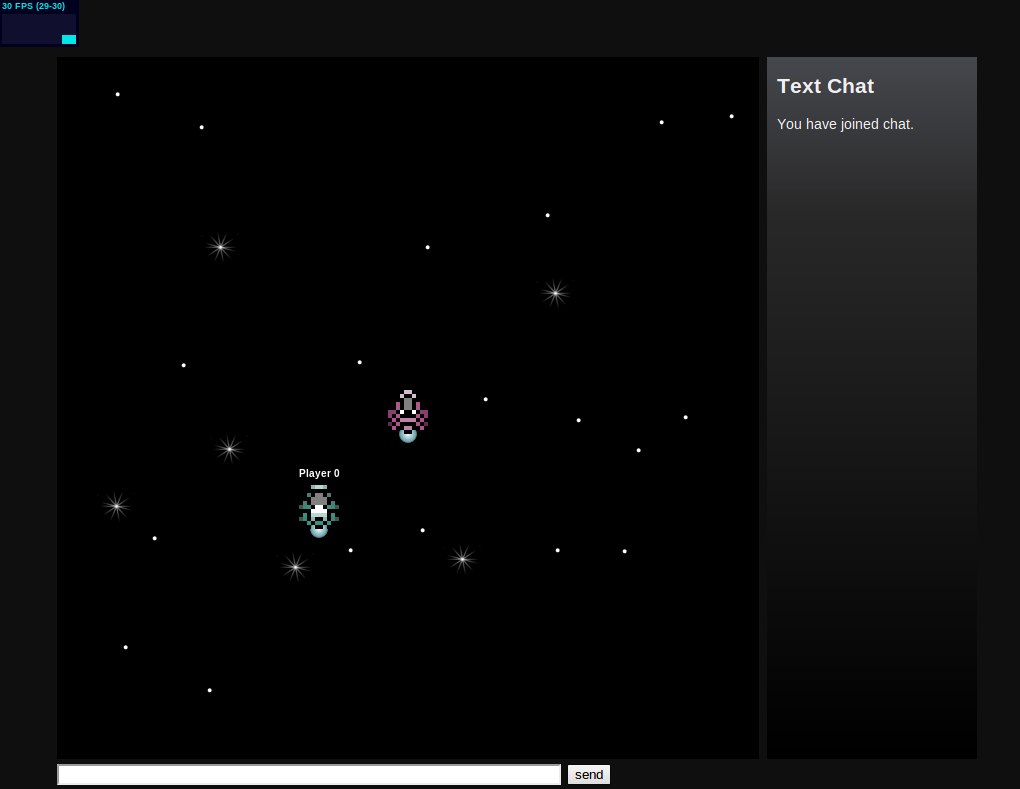 30 FPS (29-30)
Text Chat
You have joined chat.
Player 0
send